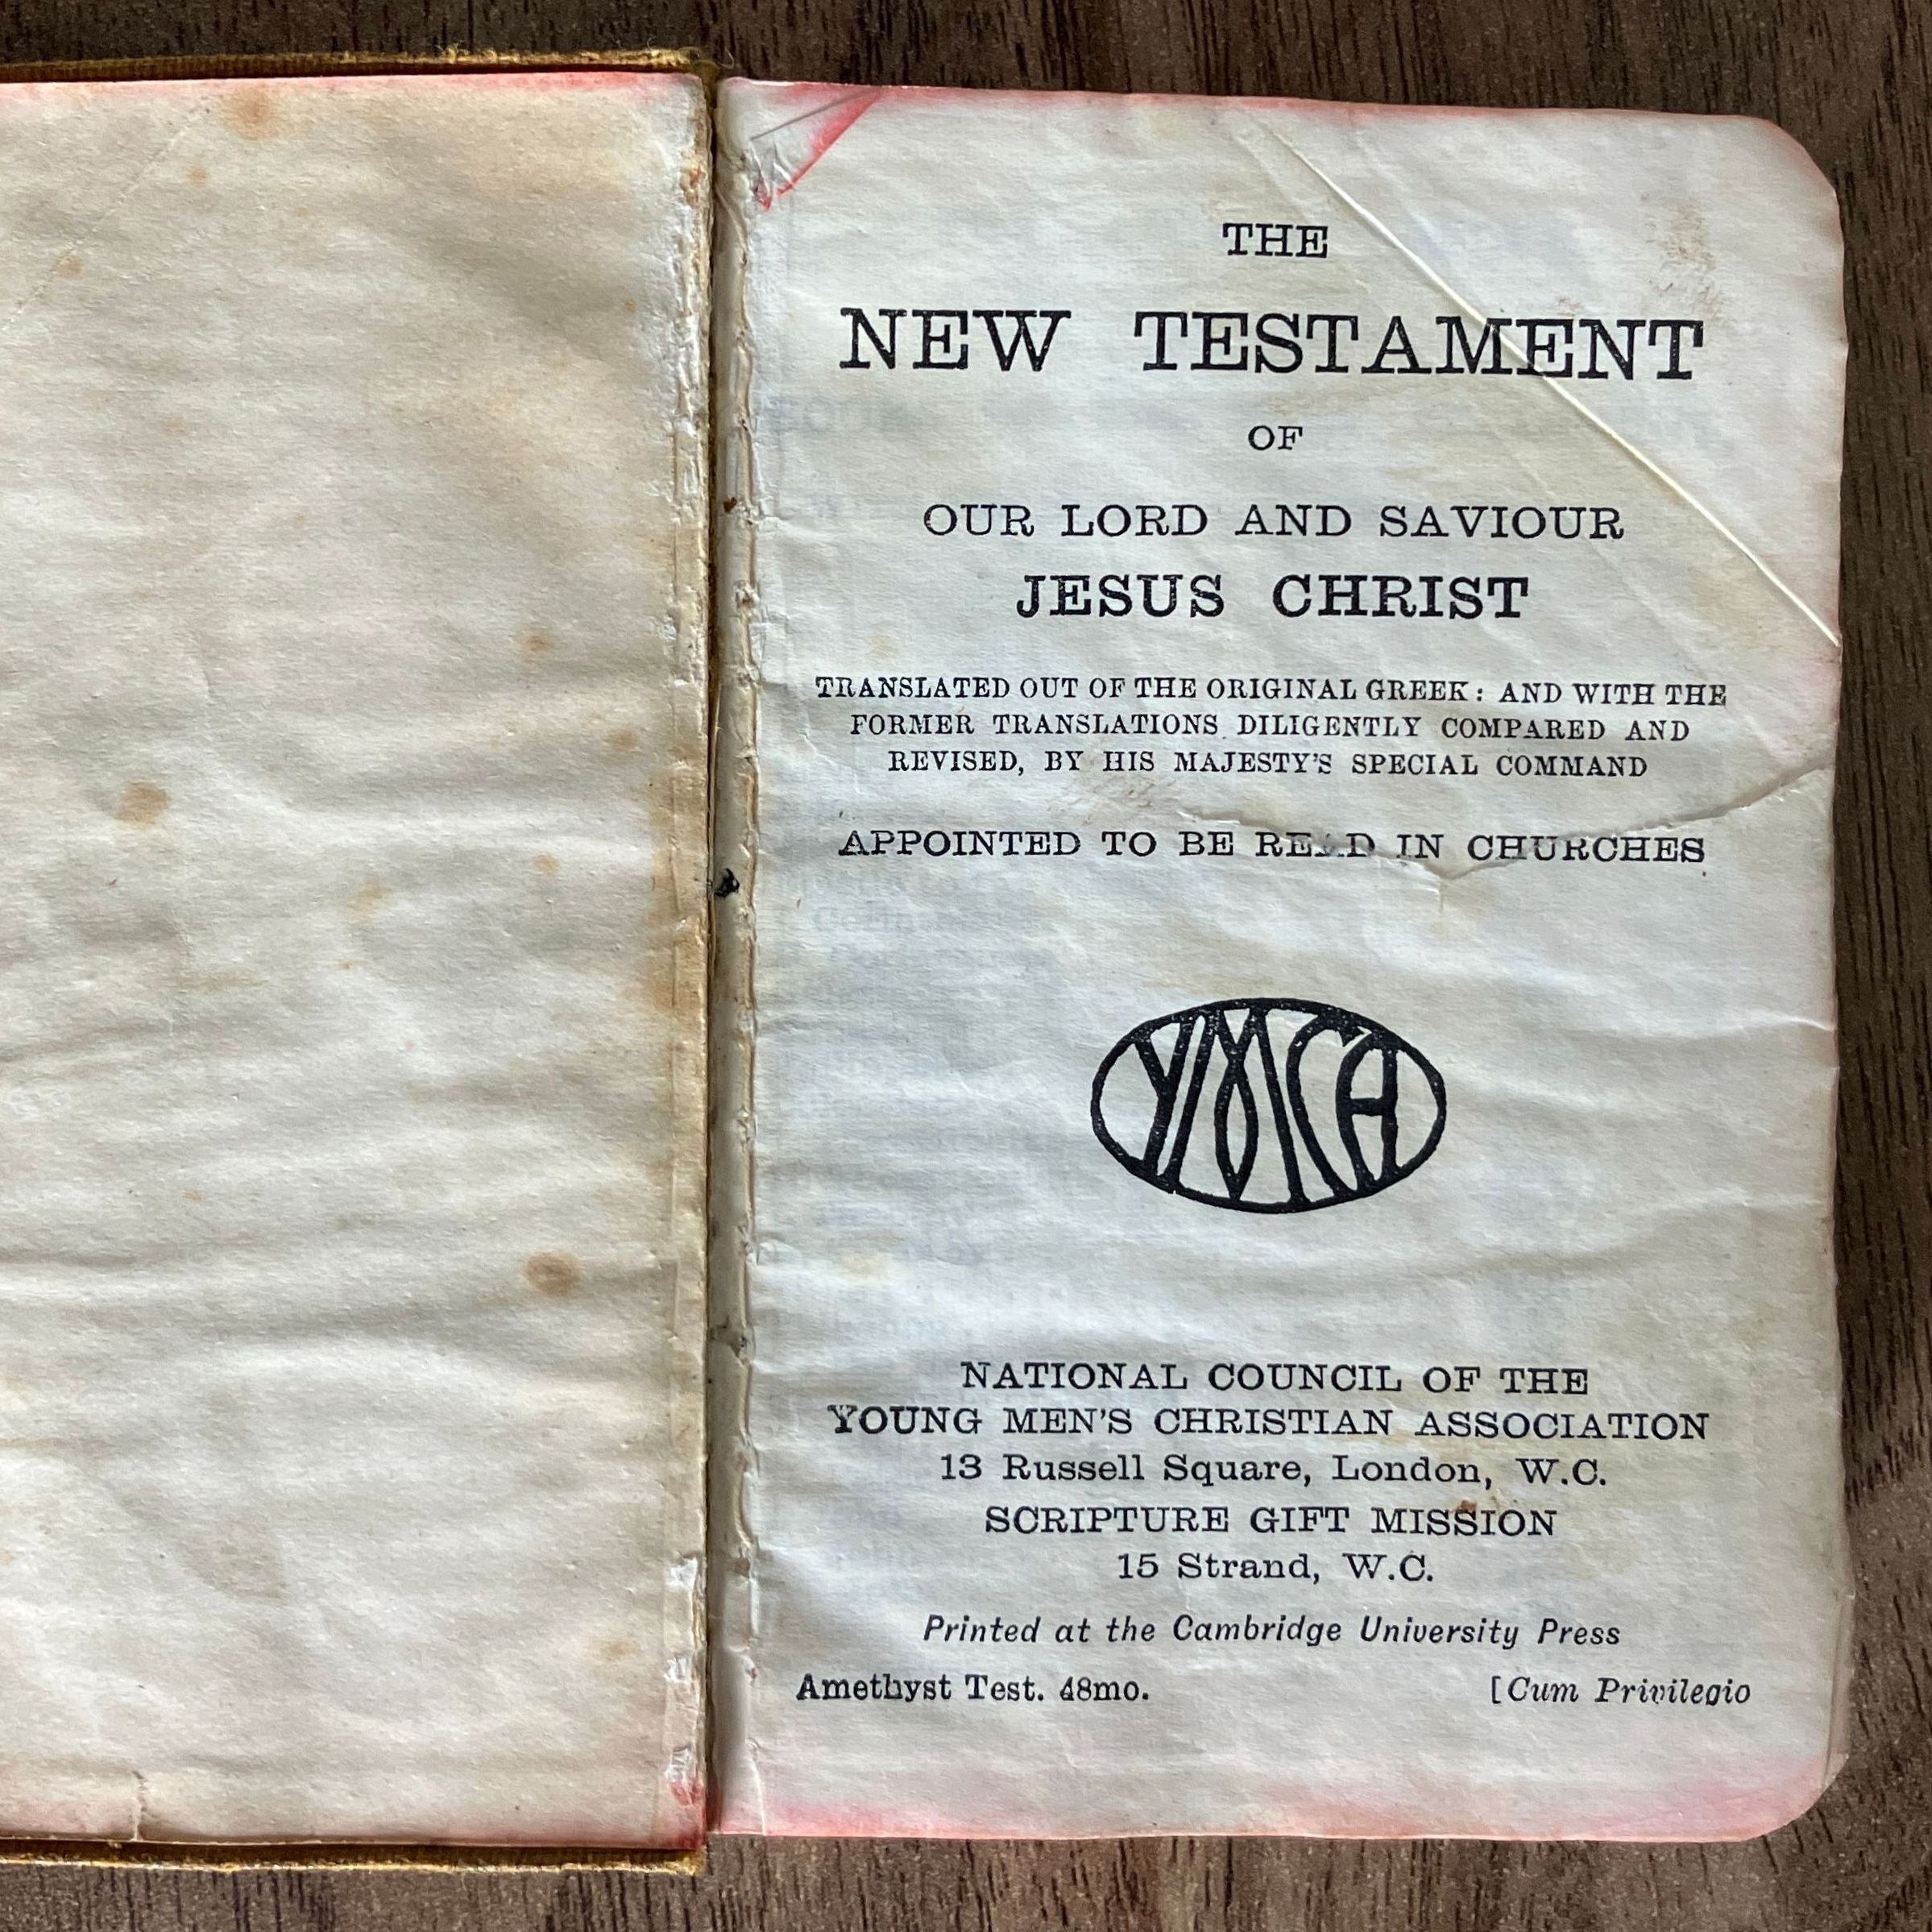 THE
NEW TESTAMENT
OF
OUR LORD AND SAVIOUR
JESUS CHRIST
TRANSLATED OUT OF THE ORIGINAL GREEK: AND WITH THE
FORMER TRANSLATIONS DILIGENTLY COMPARED AND
REVISED, BY HIS MAJESTY'S SPECIAL COMMAND
APPOINTED TO BE READ IN CHURCHES
YMCA
NATIONAL COUNCIL OF THE
YOUNG MEN'S CHRISTIAN ASSOCIATION
13 Russell Square, London, W.C.
SCRIPTURE GIFT MISSION
15 Strand, W.C.
Printed at the Cambridge University Press
Amethyst Test. 48mo. [Cum Privilegio